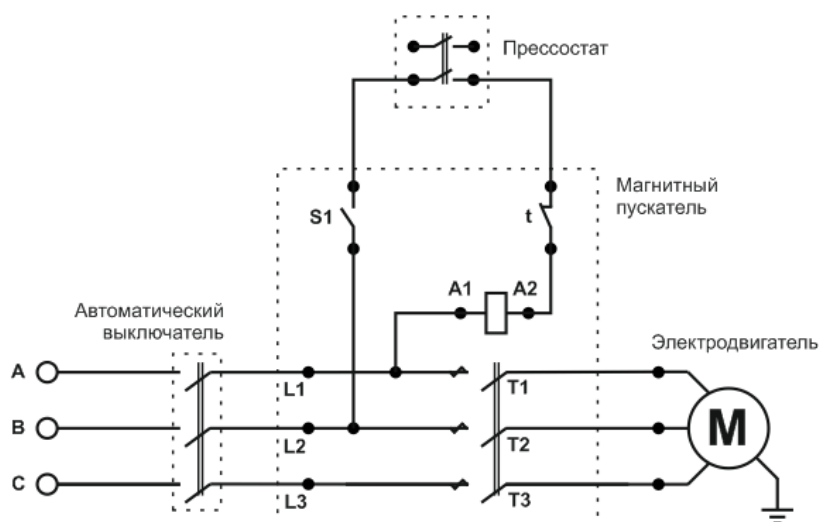 Прессостат
Магнитный
пускатель
S1
t
A1
A2
Автоматический
выключатель
Электродвигатель
A
L1
T1
B
L2
T2
M
C
L3
T3